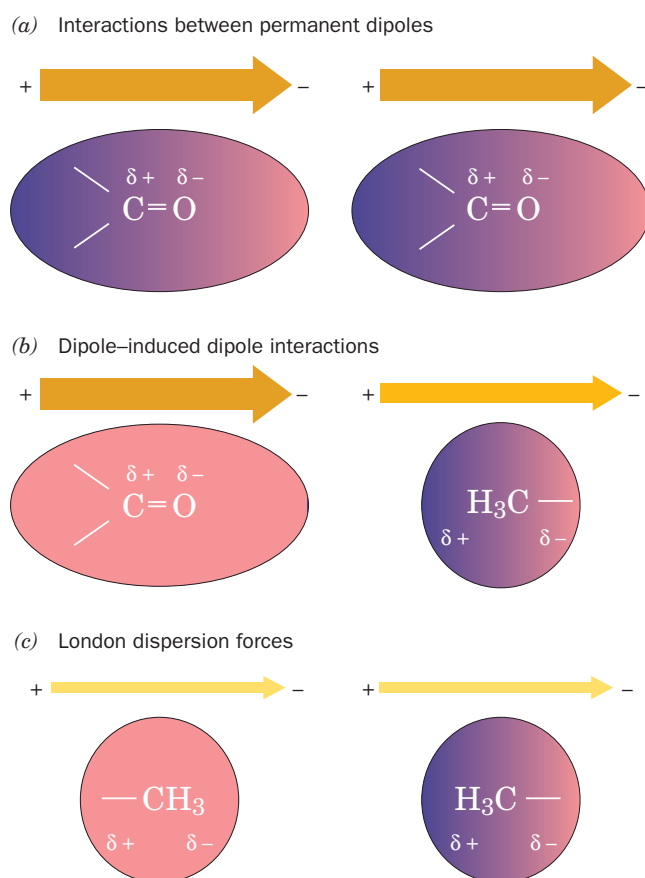 (a) Interactions between permanent dipoles
+ – + –
δ+ δ– δ+ δ–
C=O C=O
(b) Dipole–induced dipole interactions
+ – + –
δ+ δ–
C=O H₃C—
δ+ δ–
(c) London dispersion forces
+ – + –
—CH₃ H₃C—
δ+ δ– δ+ δ–